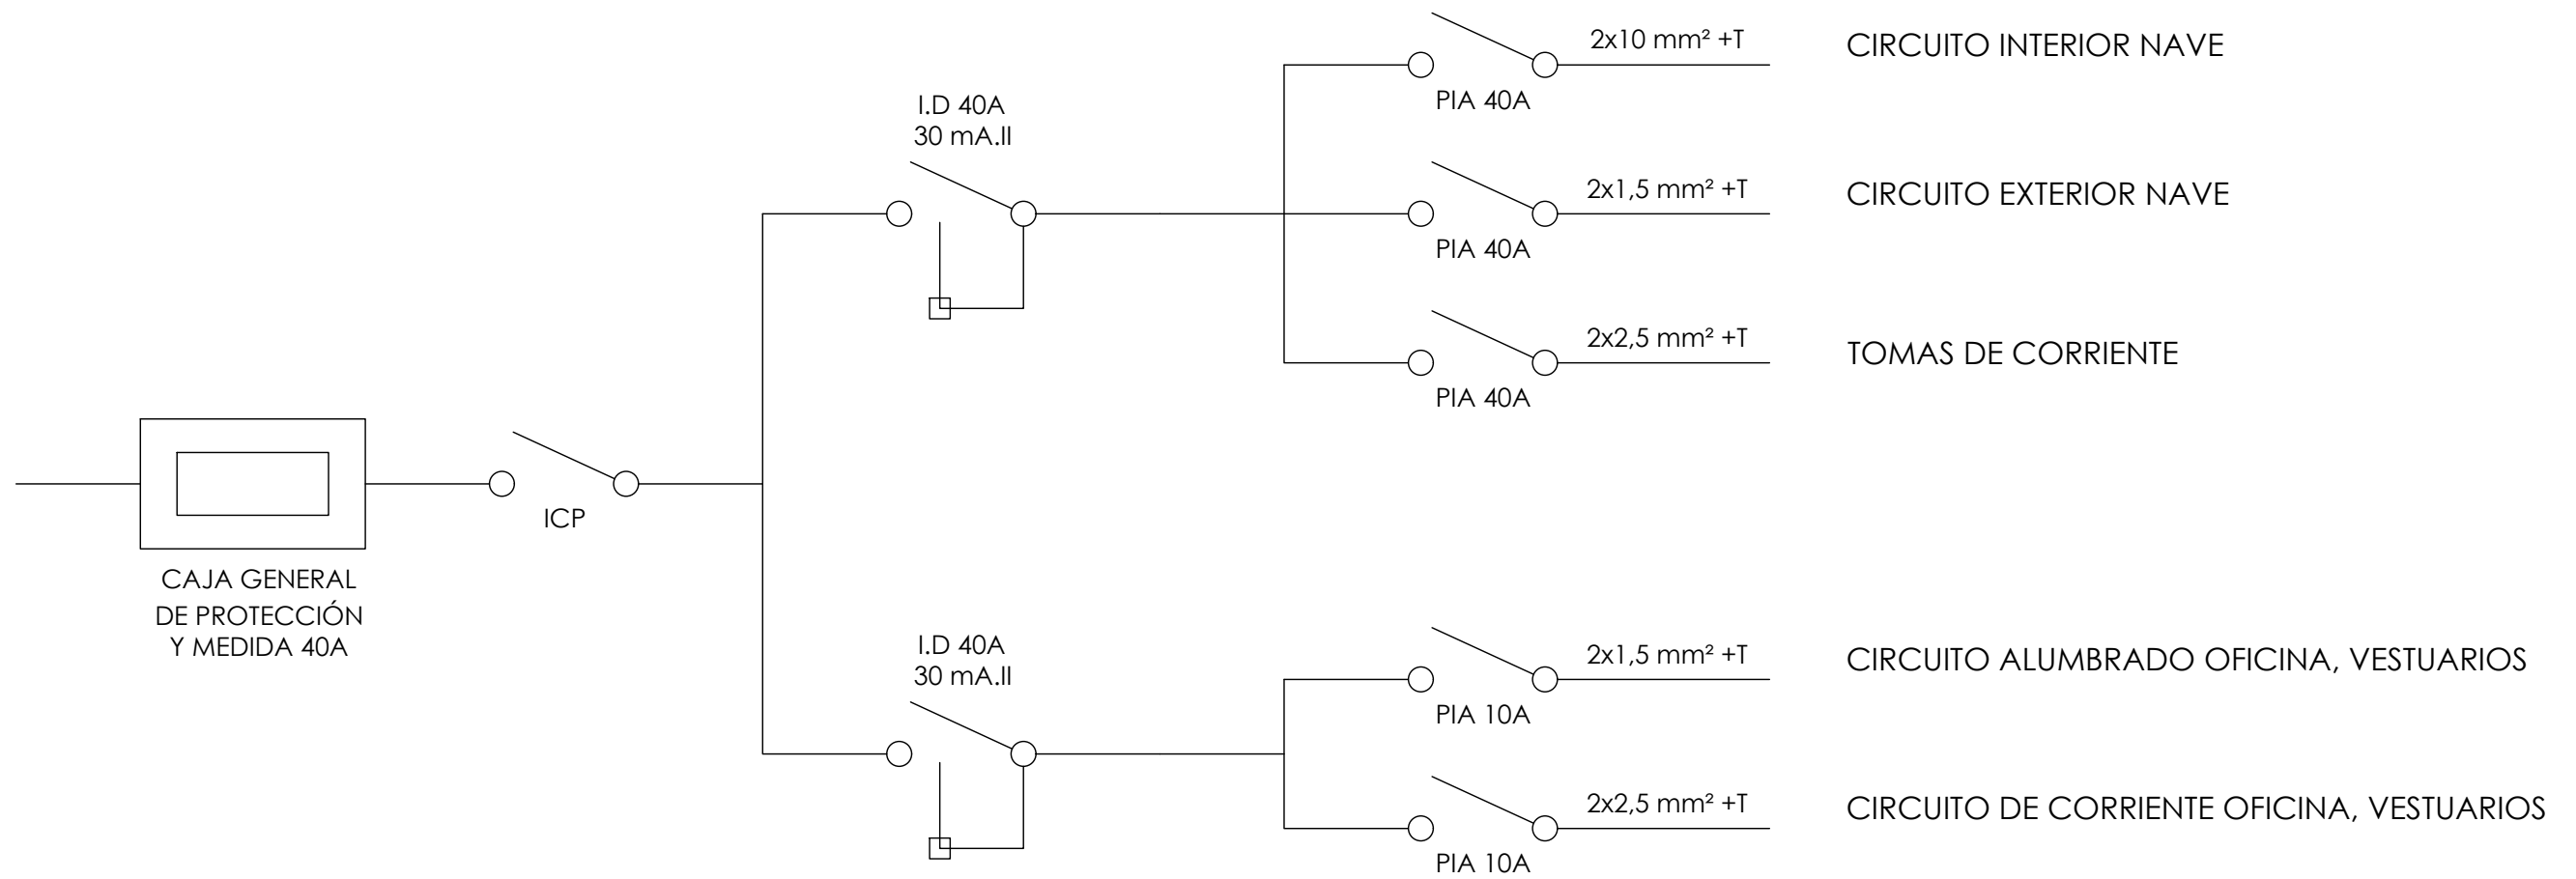 2x10 mm² +T
CIRCUITO INTERIOR NAVE
PIA 40A
I.D 40A
30 mA.II
2x1,5 mm² +T
CIRCUITO EXTERIOR NAVE
PIA 40A
2x2,5 mm² +T
TOMAS DE CORRIENTE
PIA 40A
ICP
CAJA GENERAL
DE PROTECCIÓN
Y MEDIDA 40A
I.D 40A
30 mA.II
2x1,5 mm² +T
CIRCUITO ALUMBRADO OFICINA, VESTUARIOS
PIA 10A
2x2,5 mm² +T
CIRCUITO DE CORRIENTE OFICINA, VESTUARIOS
PIA 10A